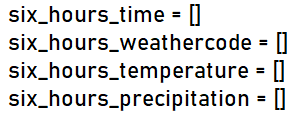 six_hours_time = []
six_hours_weathercode = []
six_hours_temperature = []
six_hours_precipitation = []